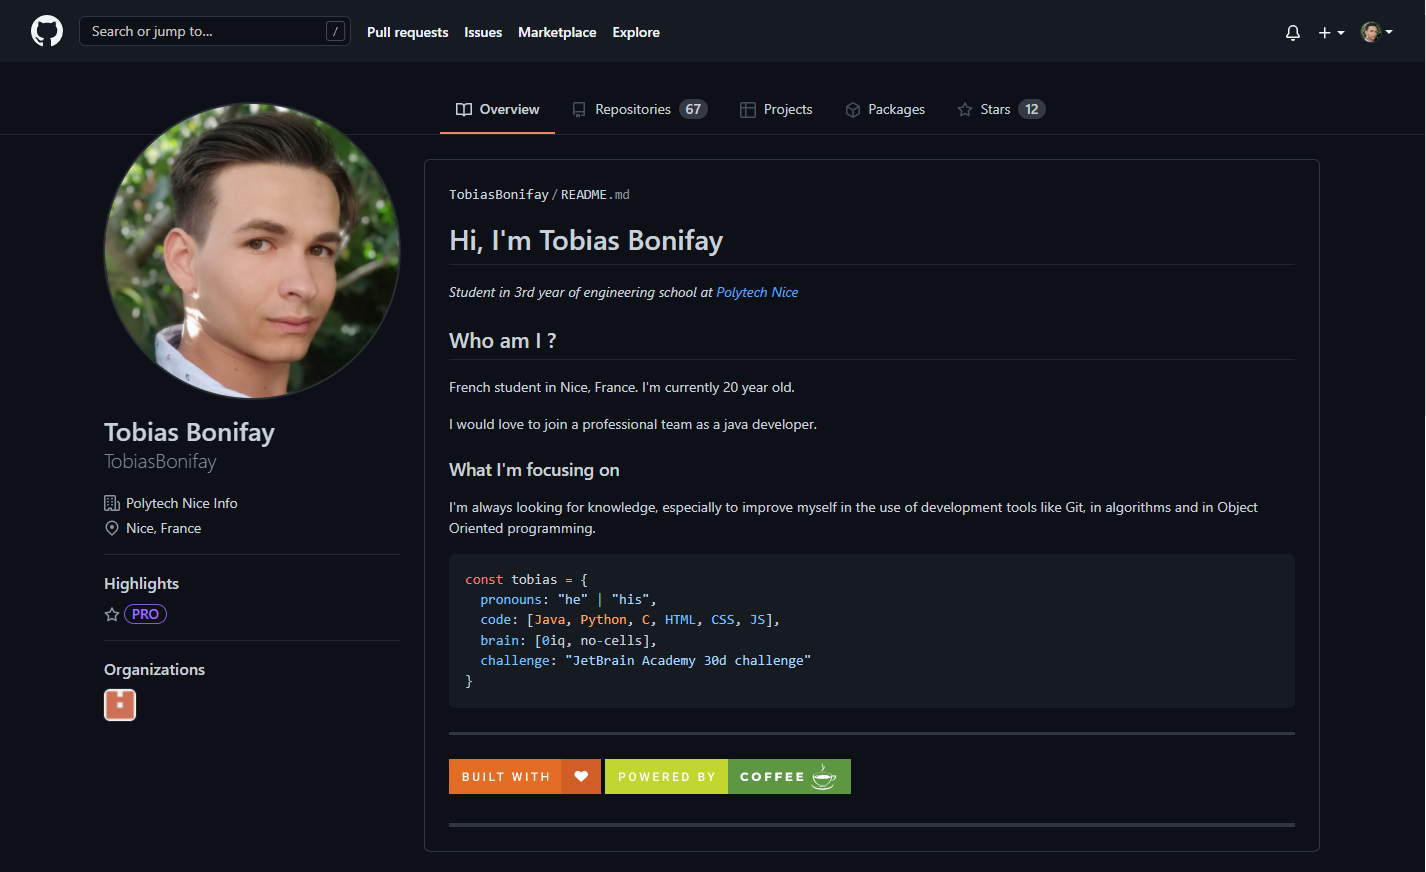 Search or jump to... /
Pull requests
Issues
Marketplace
Explore
Overview
Repositories 67
Projects
Packages
Stars 12
Tobias Bonifay
TobiasBonifay
Polytech Nice Info
Nice, France
Highlights
PRO
Organizations
TobiasBonifay/README.md
Hi, I'm Tobias Bonifay
Student in 3rd year of engineering school at Polytech Nice
Who am I ?
French student in Nice, France. I'm currently 20 year old.
I would love to join a professional team as a java developer.
What I'm focusing on
I'm always looking for knowledge, especially to improve myself in the use of development tools like Git, in algorithms and in Object
Oriented programming.
const tobias = {
  pronouns: "he" | "his",
  code: [Java, Python, C, HTML, CSS, JS],
  brain: [0iq, no-cells],
  challenge: "JetBrain Academy 30d challenge"
}
BUILT WITH ♥
POWERED BY COFFEE